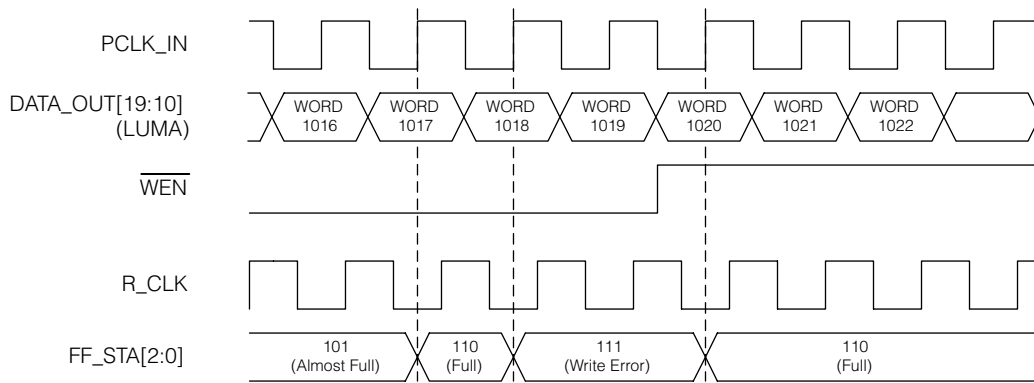 PCLK_IN
DATA_OUT[19:10]
(LUMA)
WORD
1016
WORD
1017
WORD
1018
WORD
1019
WORD
1020
WORD
1021
WORD
1022
WEN
R_CLK
FF_STA[2:0]
101
(Almost Full)
110
(Full)
111
(Write Error)
110
(Full)